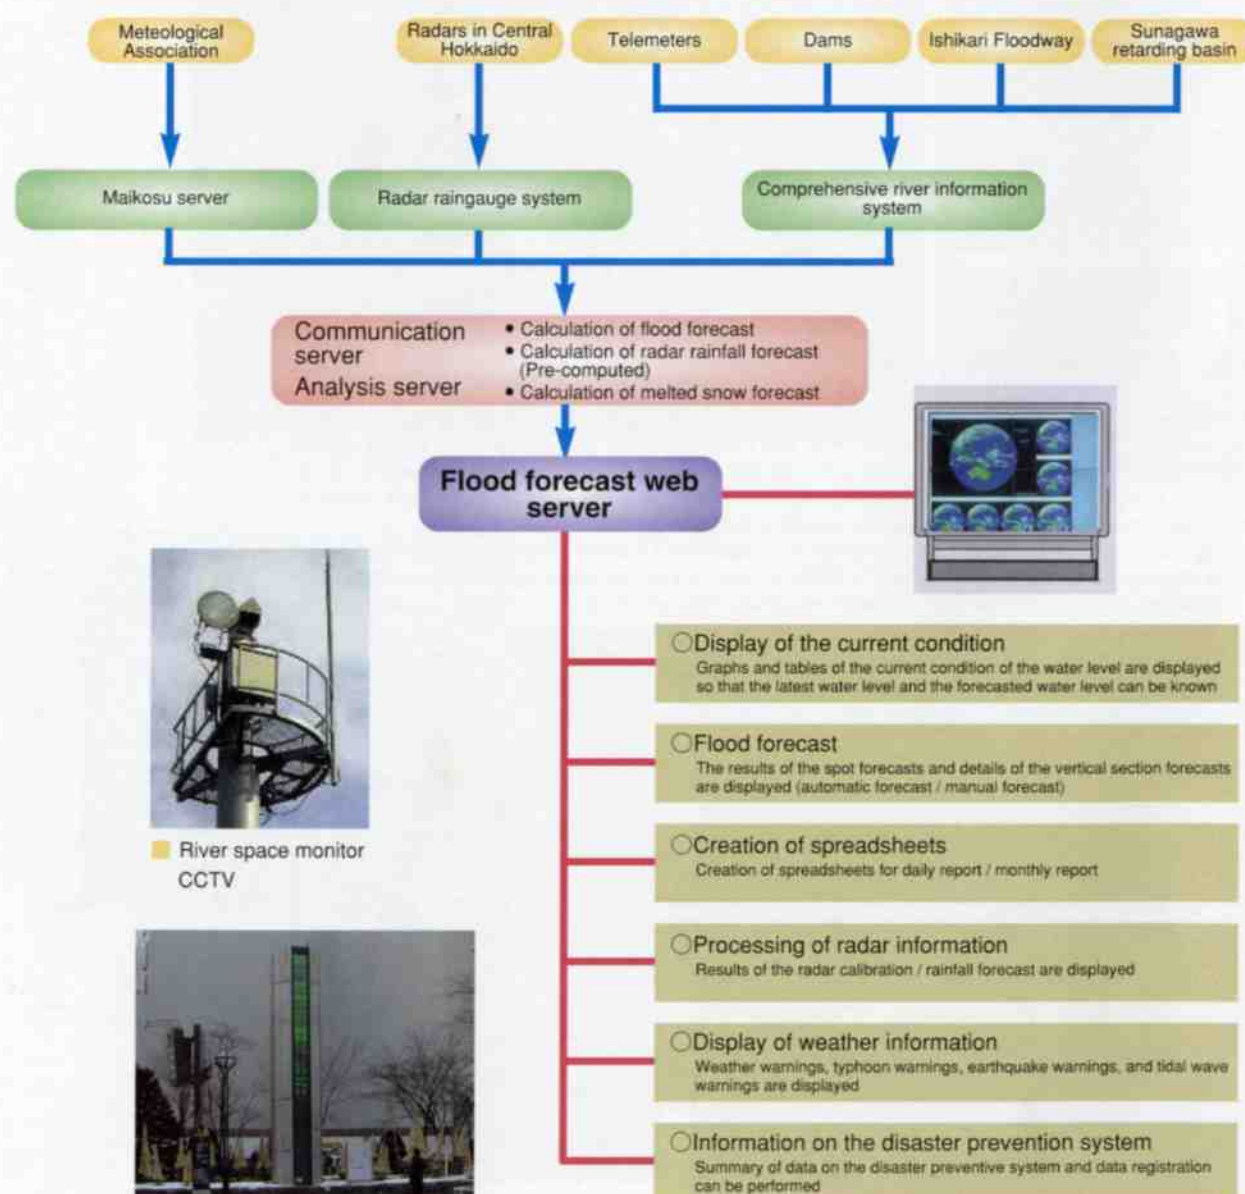 Meteological
Association
Radars in Central
Hokkaido
Telemeters
Dams
Ishikari Floodway
Sunagawa
retarding basin
Maikosu server
Radar raingauge system
Comprehensive river information
system
Communication
server
Analysis server
• Calculation of flood forecast
• Calculation of radar rainfall forecast
(Pre-computed)
• Calculation of melted snow forecast
Flood forecast web
server
River space monitor
CCTV
○Display of the current condition
Graphs and tables of the current condition of the water level are displayed
so that the latest water level and the forecasted water level can be known
○Flood forecast
The results of the spot forecasts and details of the vertical section forecasts
are displayed (automatic forecast / manual forecast)
○Creation of spreadsheets
Creation of spreadsheets for daily report / monthly report
○Processing of radar information
Results of the radar calibration / rainfall forecast are displayed
○Display of weather information
Weather warnings, typhoon warnings, earthquake warnings, and tidal wave
warnings are displayed
○Information on the disaster prevention system
Summary of data on the disaster preventive system and data registration
can be performed